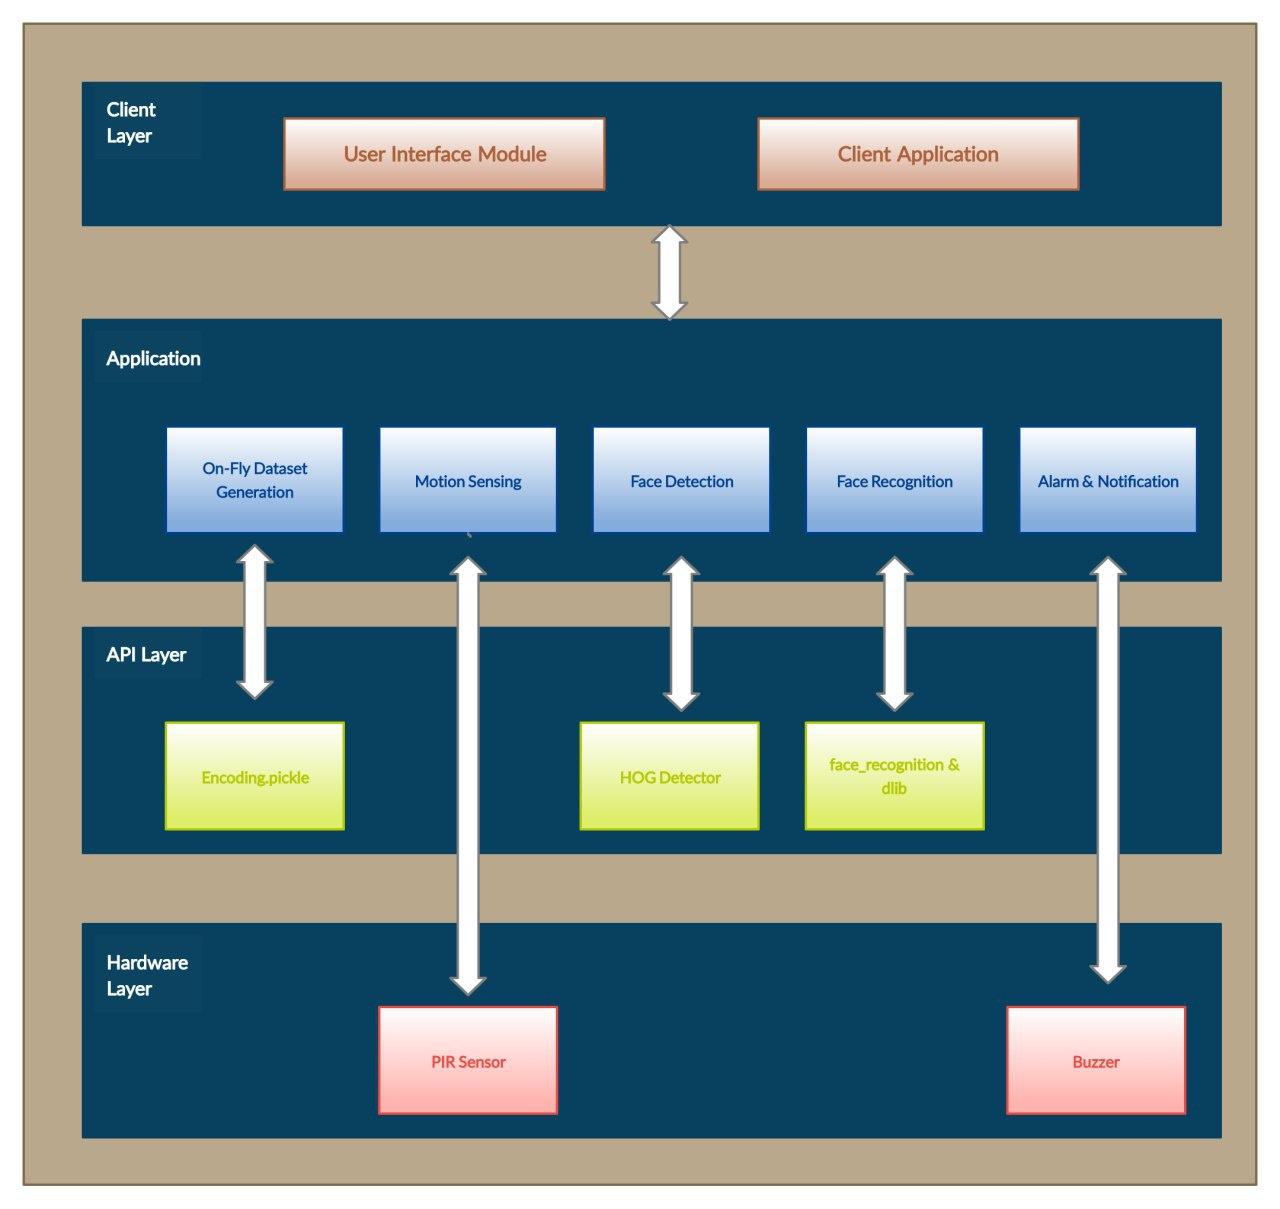 Client
Layer
User Interface Module
Client Application
Application
On-Fly Dataset
Generation
Motion Sensing
Face Detection
Face Recognition
Alarm & Notification
API Layer
Encoding.pickle
HOG Detector
face_recognition &
dlib
Hardware
Layer
PIR Sensor
Buzzer